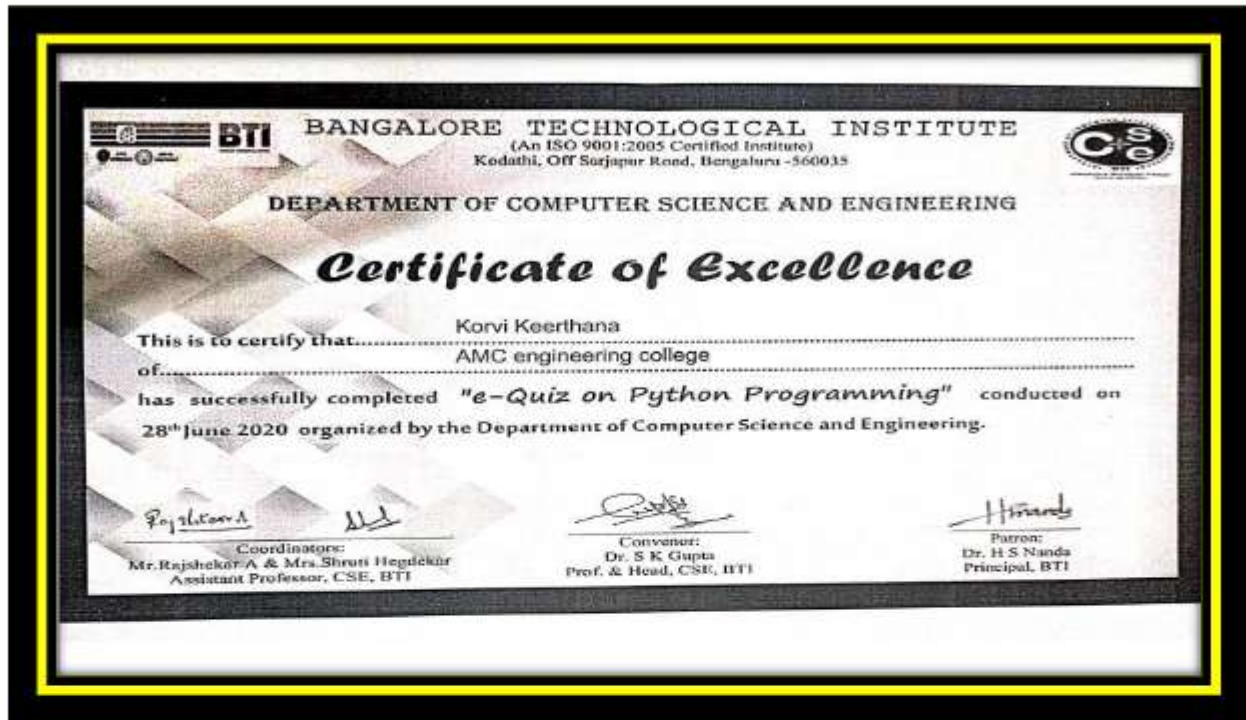 BTI
BANGALORE TECHNOLOGICAL INSTITUTE
(An ISO 9001:2005 Certified Institute)
Kodathi, Off Sarjapur Road, Bengaluru -560035
Cse
DEPARTMENT OF COMPUTER SCIENCE AND ENGINEERING
Certificate of Excellence
Korvi Keerthana
This is to certify that
AMC engineering college
of
has successfully completed "e-Quiz on Python Programming" conducted on
28th June 2020 organized by the Department of Computer Science and Engineering.
Coordinators:
Mr.Rajshekar A & Mrs.Shruti Hegdekar
Assistant Professor, CSE, BTI
Convener:
Dr. S K Gupta
Prof. & Head, CSE, BTI
Patron:
Dr. H S Nanda
Principal, BTI